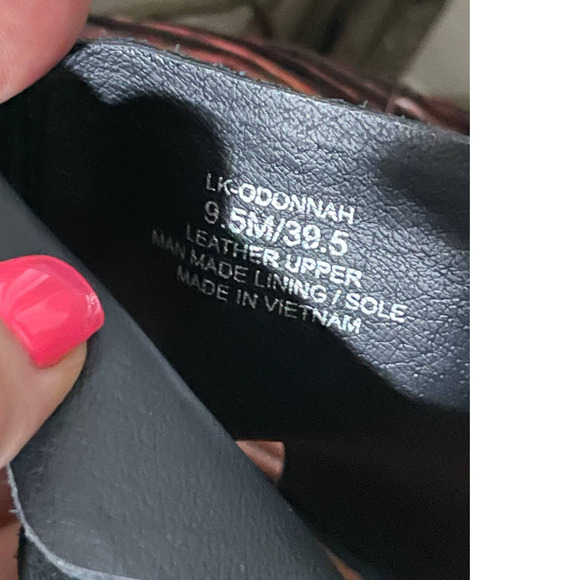 LK-ODONNAH
9.5M/39.5
LEATHER UPPER
MAN MADE LINING / SOLE
MADE IN VIETNAM